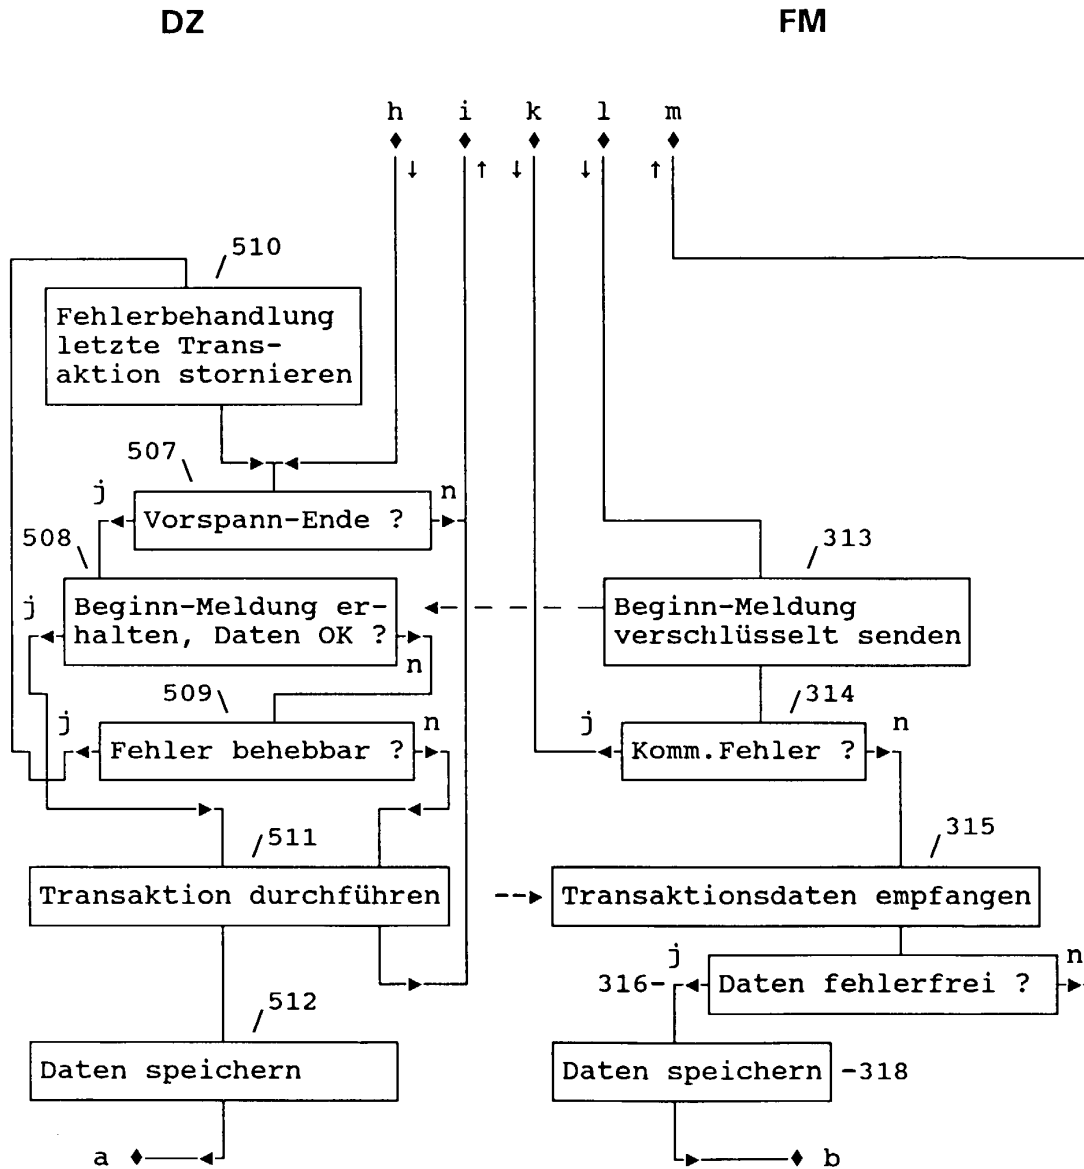 DZ FM
h i k l m
↓ ↑ ↓ ↓ ↑
510
Fehlerbehandlung
letzte Trans-
aktion stornieren
507
j n
Vorspann-Ende ?
508
313
j
Beginn-Meldung er-
halten, Daten OK ?
n
Beginn-Meldung
verschlüsselt senden
509
314
j n
Fehler behebbar ?
j n
Komm.Fehler ?
511
315
Transaktion durchführen
Transaktionsdaten empfangen
j n
316-
Daten fehlerfrei ?
512
Daten speichern
Daten speichern -318
a
b